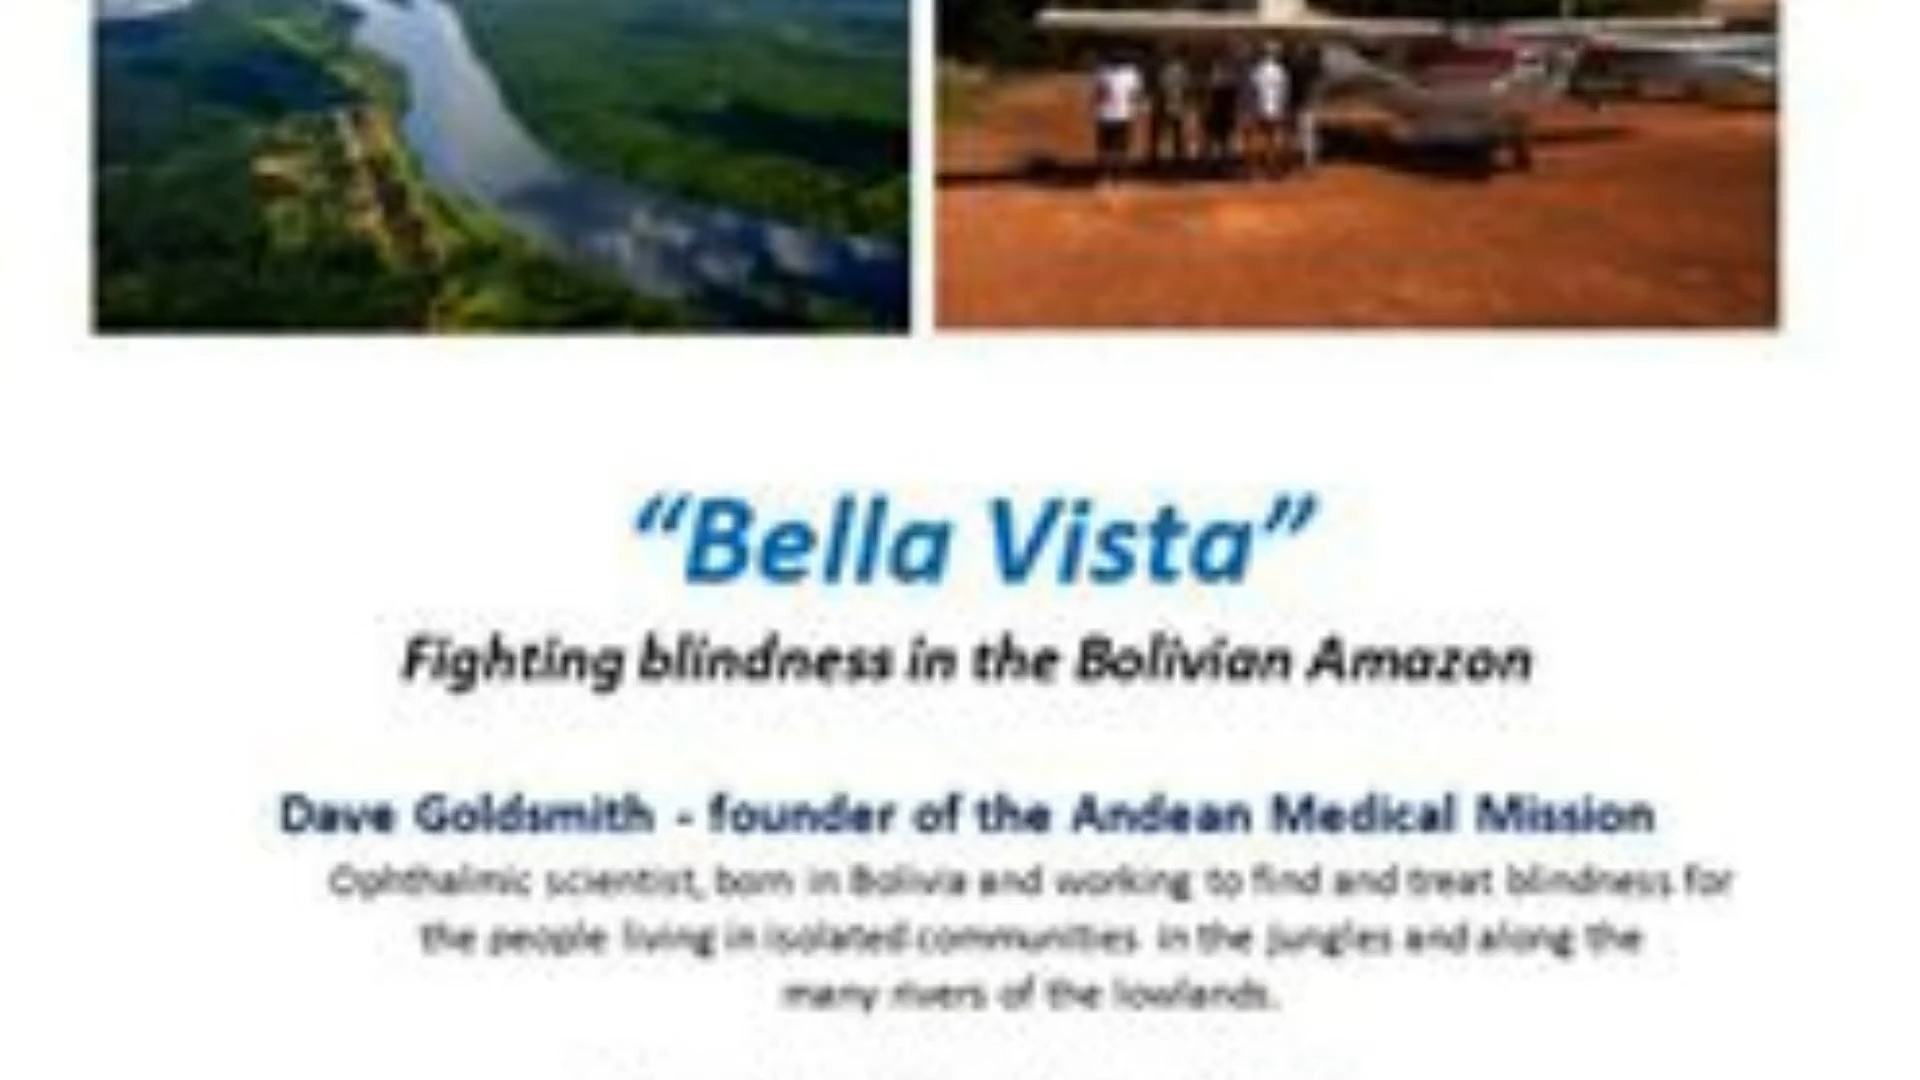 “Bella Vista”
Fighting blindness in the Bolivian Amazon
Dave Goldsmith - founder of the Andean Medical Mission
Ophthalmic scientist, born in Bolivia and working to find and treat blindness for
the people living in isolated communities in the jungles and along the
many rivers of the lowlands.